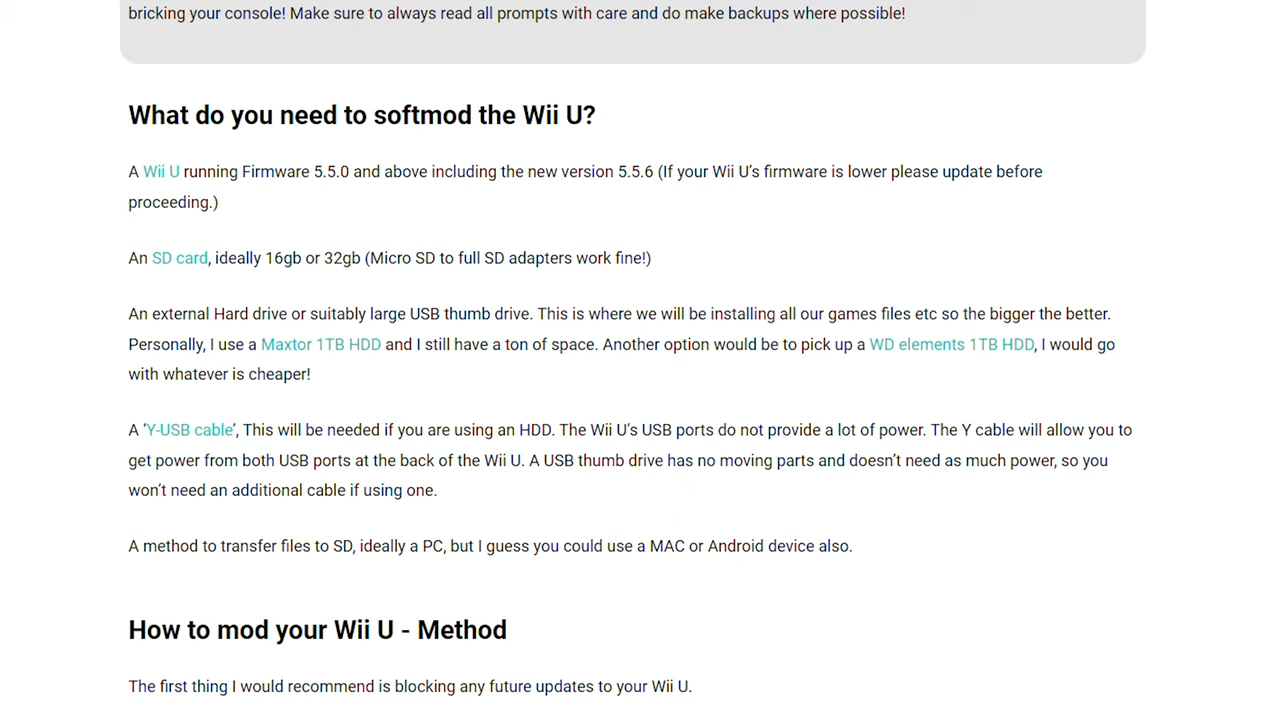 bricking your console! Make sure to always read all prompts with care and do make backups where possible!
What do you need to softmod the Wii U?
A Wii U running Firmware 5.5.0 and above including the new version 5.5.6 (If your Wii U’s firmware is lower please update before
proceeding.)
An SD card, ideally 16gb or 32gb (Micro SD to full SD adapters work fine!)
An external Hard drive or suitably large USB thumb drive. This is where we will be installing all our games files etc so the bigger the better.
Personally, I use a Maxtor 1TB HDD and I still have a ton of space. Another option would be to pick up a WD elements 1TB HDD, I would go
with whatever is cheaper!
A ‘Y-USB cable’, This will be needed if you are using an HDD. The Wii U’s USB ports do not provide a lot of power. The Y cable will allow you to
get power from both USB ports at the back of the Wii U. A USB thumb drive has no moving parts and doesn’t need as much power, so you
won’t need an additional cable if using one.
A method to transfer files to SD, ideally a PC, but I guess you could use a MAC or Android device also.
How to mod your Wii U - Method
The first thing I would recommend is blocking any future updates to your Wii U.